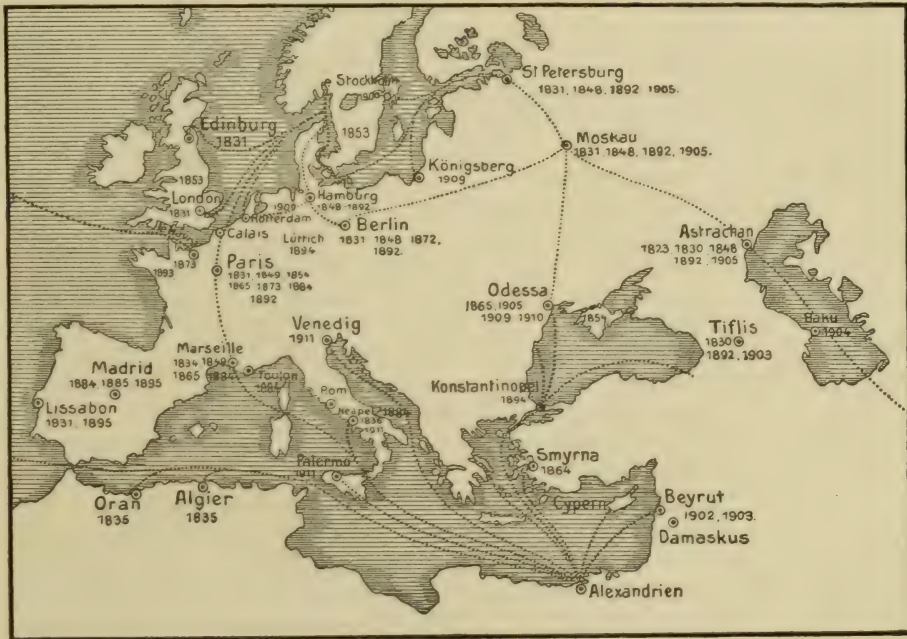 St Petersburg
1831, 1848, 1892 1905.
Stockholm
Edinburg
1831
1853
Moskau
1831, 1848, 1892, 1905.
Königsberg
1909
1853
London
1831
Hamburg
1848, 1892
1909
Rotterdam
Calais
Lüttich
1894
Berlin
1831 1848 1872,
1892.
Astrachan
1823, 1830 1848
1892, 1905
1893
1873
Paris
1831, 1849 1854
1865 1873 1884
1892
Odessa
1865, 1905
1909 1910
1854
Baku
1904
Tiflis
1830
1892, 1903
Venedig
1911
Marseille
1834 1849
1865 1884
Toulon
1884
Madrid
1884, 1885 1895
Lissabon
1831, 1895
Rom
Neapel
1836
1911
Konstantinopel
1894
Palermo
1911
Smyrna
1864
Cypern
Beyrut
1902, 1903.
Damaskus
Oran
1835
Algier
1835
Alexandrien